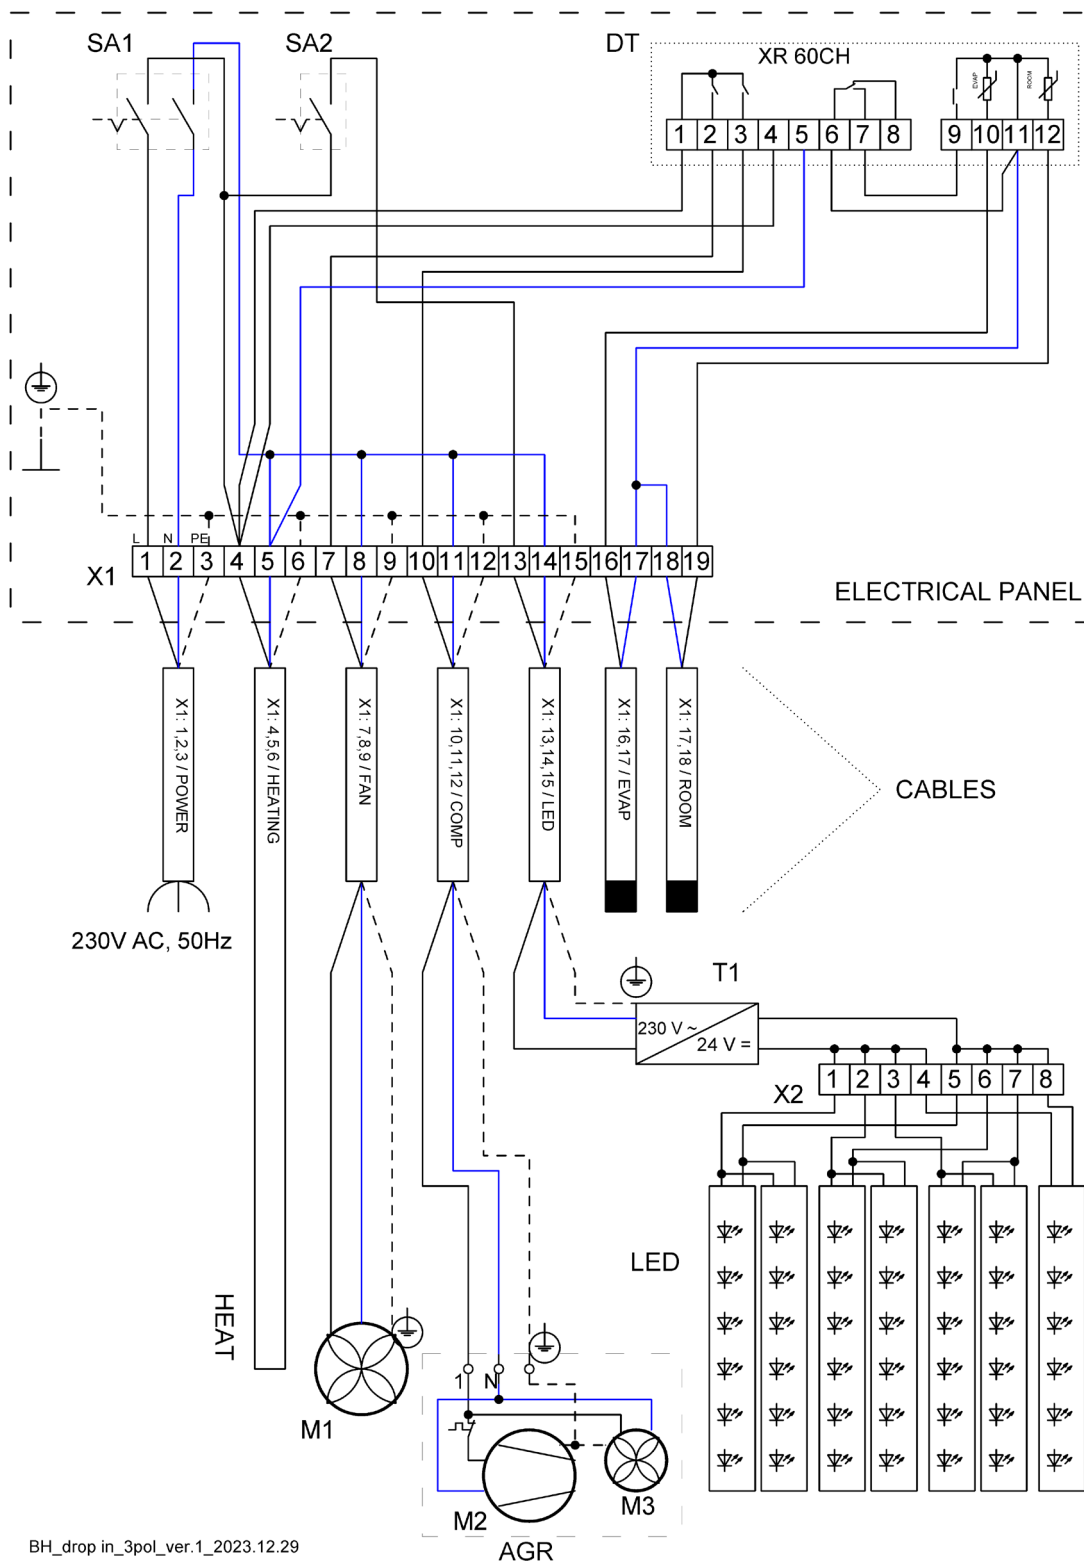 SA1 SA2 DT
XR 60CH
EVAP ROOM
1 2 3 4 5 6 7 8 9 10 11 12
L N PE
X1 1 2 3 4 5 6 7 8 9 10 11 12 13 14 15 16 17 18 19
ELECTRICAL PANEL
X1: 1,2,3 / POWER
X1: 4,5,6 / HEATING
X1: 7,8,9 / FAN
X1: 10,11,12 / COMP
X1: 13,14,15 / LED
X1: 16,17 / EVAP
X1: 17,18 / ROOM
CABLES
230V AC, 50Hz
T1
230 V ~
24 V =
X2 1 2 3 4 5 6 7 8
LED
HEAT
M1
1 N
M2 M3
AGR
BH_drop in_3pol_ver.1_2023.12.29